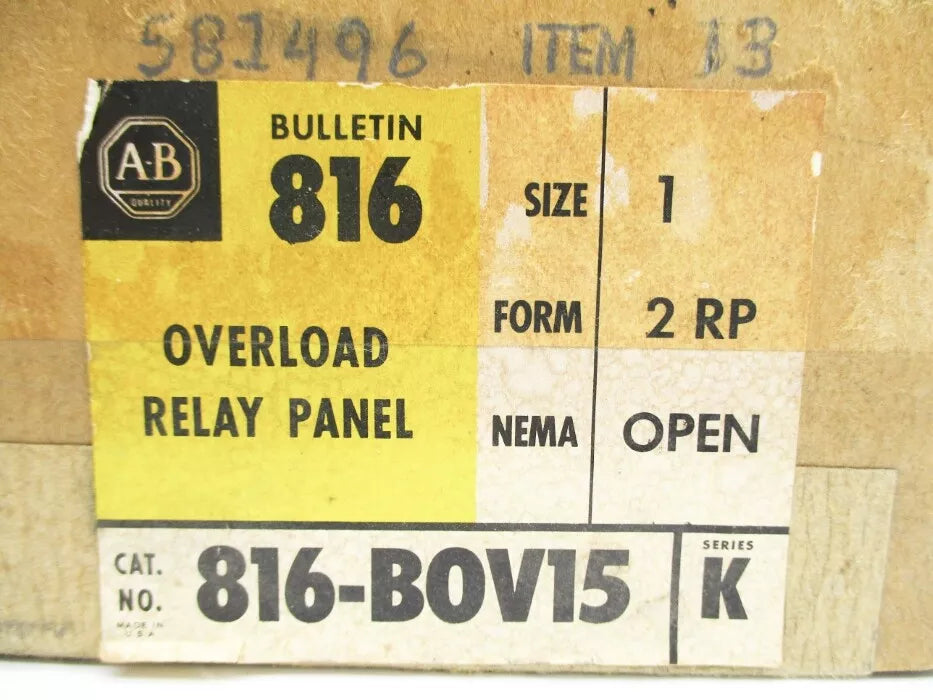 581496 ITEM 13
A-B
QUALITY
BULLETIN
816
OVERLOAD
RELAY PANEL
SIZE 1
FORM 2 RP
NEMA OPEN
CAT.
NO. 816-BOV15
MADE IN
U.S.A
SERIES
K